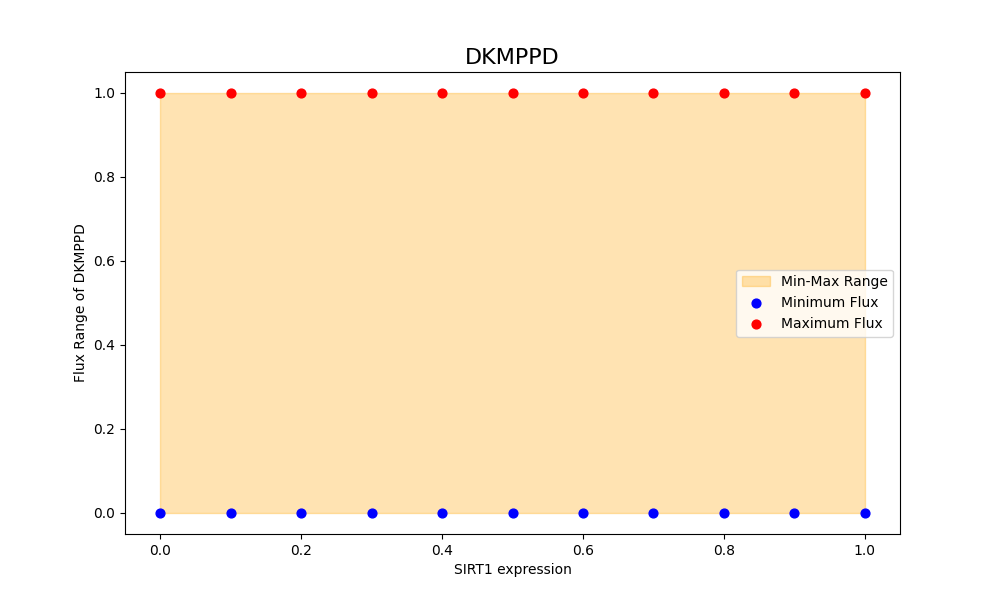 DKMPPD
Flux Range of DKMPPD
1.0
0.8
0.6
0.4
0.2
0.0
Min-Max Range
Minimum Flux
Maximum Flux
0.0 0.2 0.4 0.6 0.8 1.0
SIRT1 expression